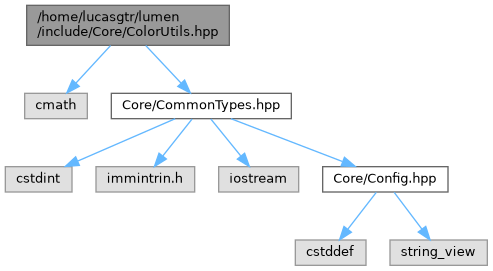 /home/lucasgtr/lumen
/include/Core/ColorUtils.hpp
cmath
Core/CommonTypes.hpp
cstdint
immintrin.h
iostream
Core/Config.hpp
cstddef
string_view